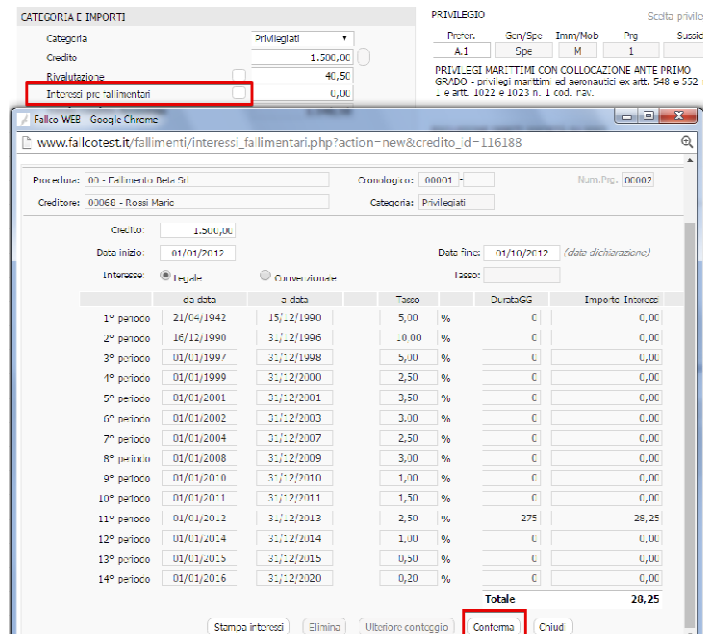 CATEGORIA E IMPORTI
Categoria Privilegiati
Credito 1.500,00
Rivalutazione 40,50
Interessi pre fallimentari 0,00
PRIVILEGIO Scelta privile
Prefer. Gen/Spe Imm/Mob Prg Sussid
A.1 Spe M 1
PRIVILEGI MARITTIMI CON COLLOCAZIONE ANTE PRIMO
GRADO - privilegi marittimi ed aeronautici ex artt. 548 e 552
e artt. 1022 e 1023 n. 1 cod. nav.
Fallco WEB - Google Chrome
www.fallcotest.it/fallimenti/interessi_fallimentari.php?action=new&credito_id=116188
Procedura: 00 - Fallimento Beta Srl Cronologico: 00001 - Num.Prg. 00002
Creditore: 00068 - Rossi Mario Categoria: Privilegiati
Credito: 1.500,00
Data inizio: 01/01/2012 Data fine: 01/10/2012 (data dichiarazione)
Interesse: Legale Convenzionale Tasso:
da data a data Tasso DurataGG Importo Interessi
1° periodo 21/04/1942 15/12/1990 5,00 % 0 0,00
2° periodo 16/12/1990 31/12/1996 10,00 % 0 0,00
3° periodo 01/01/1997 31/12/1998 5,00 % 0 0,00
4° periodo 01/01/1999 31/12/2000 2,50 % 0 0,00
5° periodo 01/01/2001 31/12/2001 3,50 % 0 0,00
6° periodo 01/01/2002 31/12/2003 3,00 % 0 0,00
7° periodo 01/01/2004 31/12/2007 2,50 % 0 0,00
8° periodo 01/01/2008 31/12/2009 3,00 % 0 0,00
9° periodo 01/01/2010 31/12/2010 1,00 % 0 0,00
10° periodo 01/01/2011 31/12/2011 1,50 % 0 0,00
11° periodo 01/01/2012 31/12/2013 2,50 % 275 28,25
12° periodo 01/01/2014 31/12/2014 1,00 % 0 0,00
13° periodo 01/01/2015 31/12/2015 0,50 % 0 0,00
14° periodo 01/01/2016 31/12/2020 0,20 % 0 0,00
Totale 28,25
Stampa interessi Elimina Ulteriore conteggio Conferma Chiudi